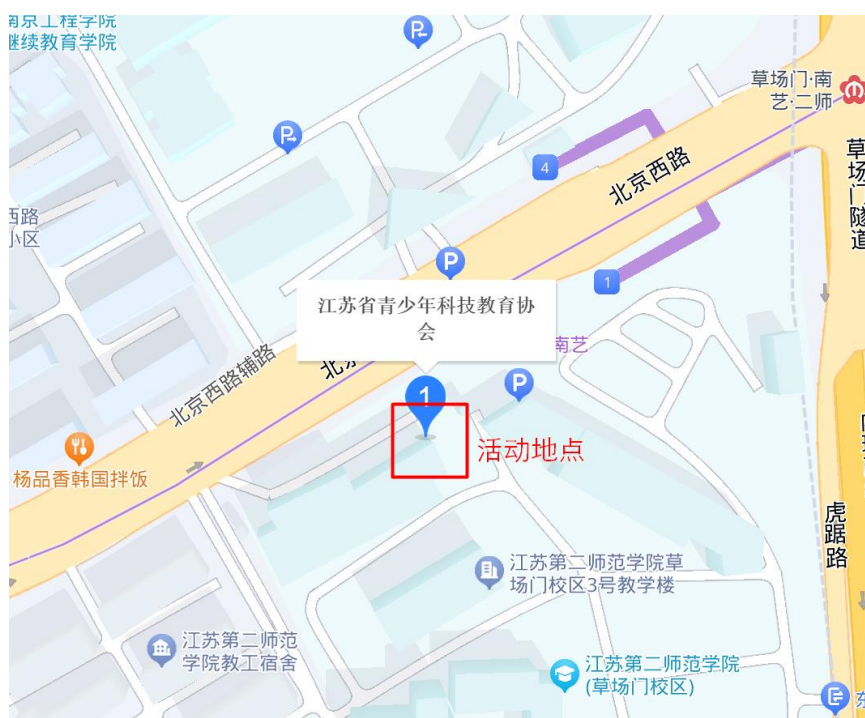 南京工程学院
继续教育学院
草场门·南
艺·二师
草场门隧道
4
北京西路
西路
小区
1
江苏省青少年科技教育协
会
南艺
北京西路辅路
1
活动地点
杨品香韩国拌饭
虎踞路
江苏第二师范学院草
场门校区3号教学楼
江苏第二师范
学院教工宿舍
江苏第二师范学院
(草场门校区)